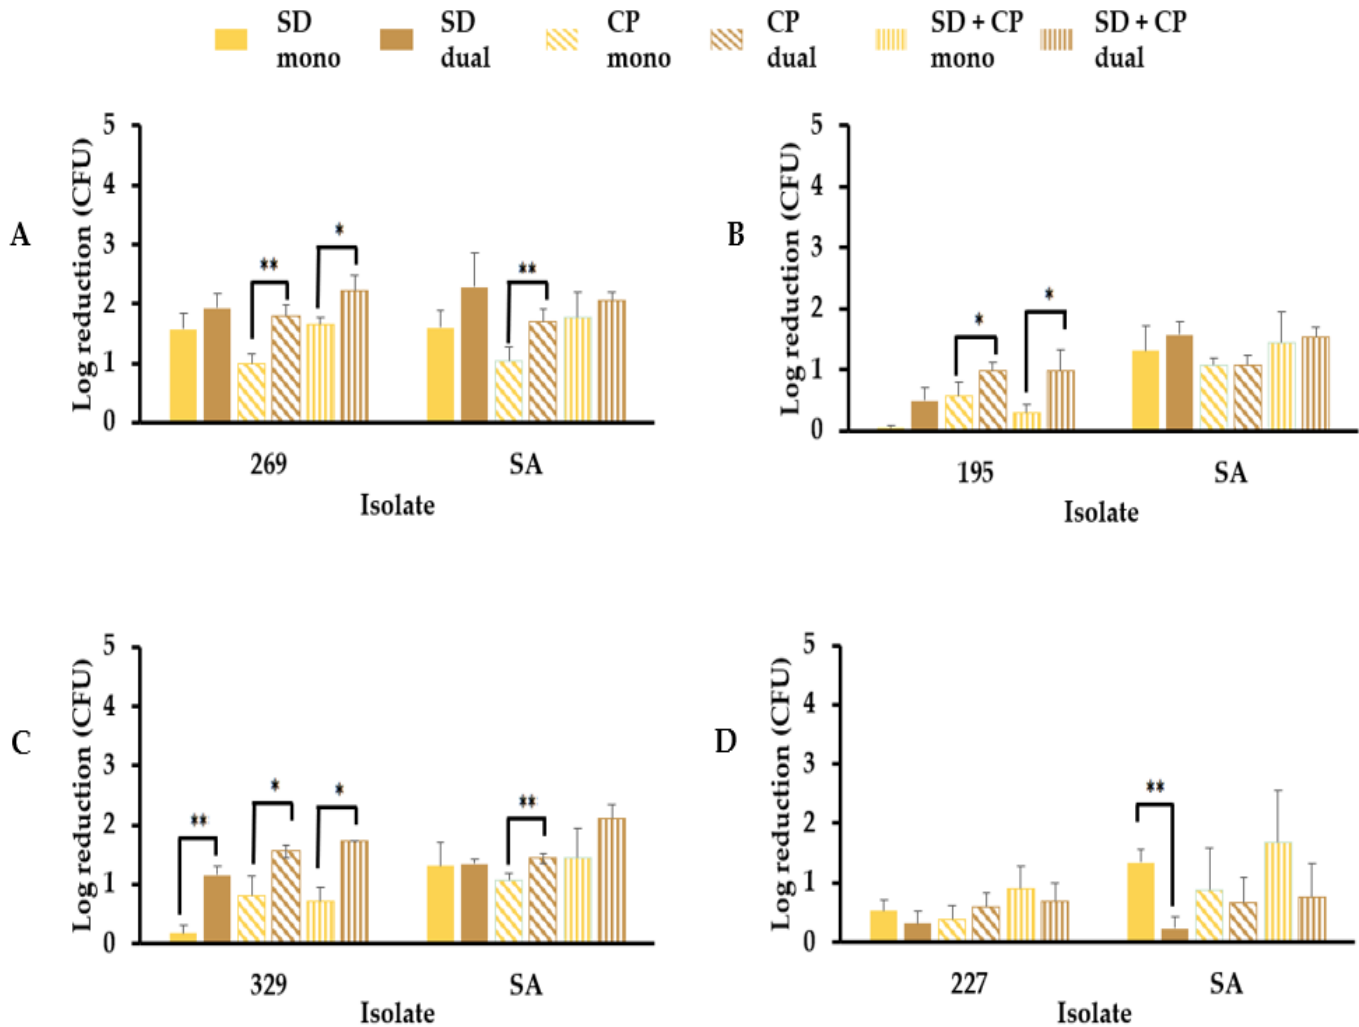 SD mono
SD dual
CP mono
CP dual
SD + CP mono
SD + CP dual
A
Log reduction (CFU)
5
4
3
2
1
0
**
*
**
269
SA
Isolate
B
Log reduction (CFU)
5
4
3
2
1
0
*
*
195
SA
Isolate
C
Log reduction (CFU)
5
4
3
2
1
0
**
*
*
**
329
SA
Isolate
D
Log reduction (CFU)
5
4
3
2
1
0
**
227
SA
Isolate